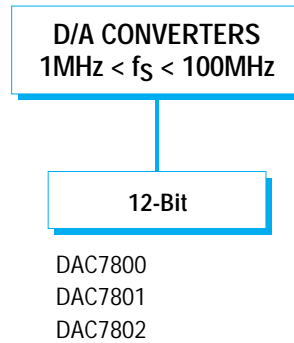 D/A CONVERTERS
1MHz < fS < 100MHz
12-Bit
DAC7800
DAC7801
DAC7802